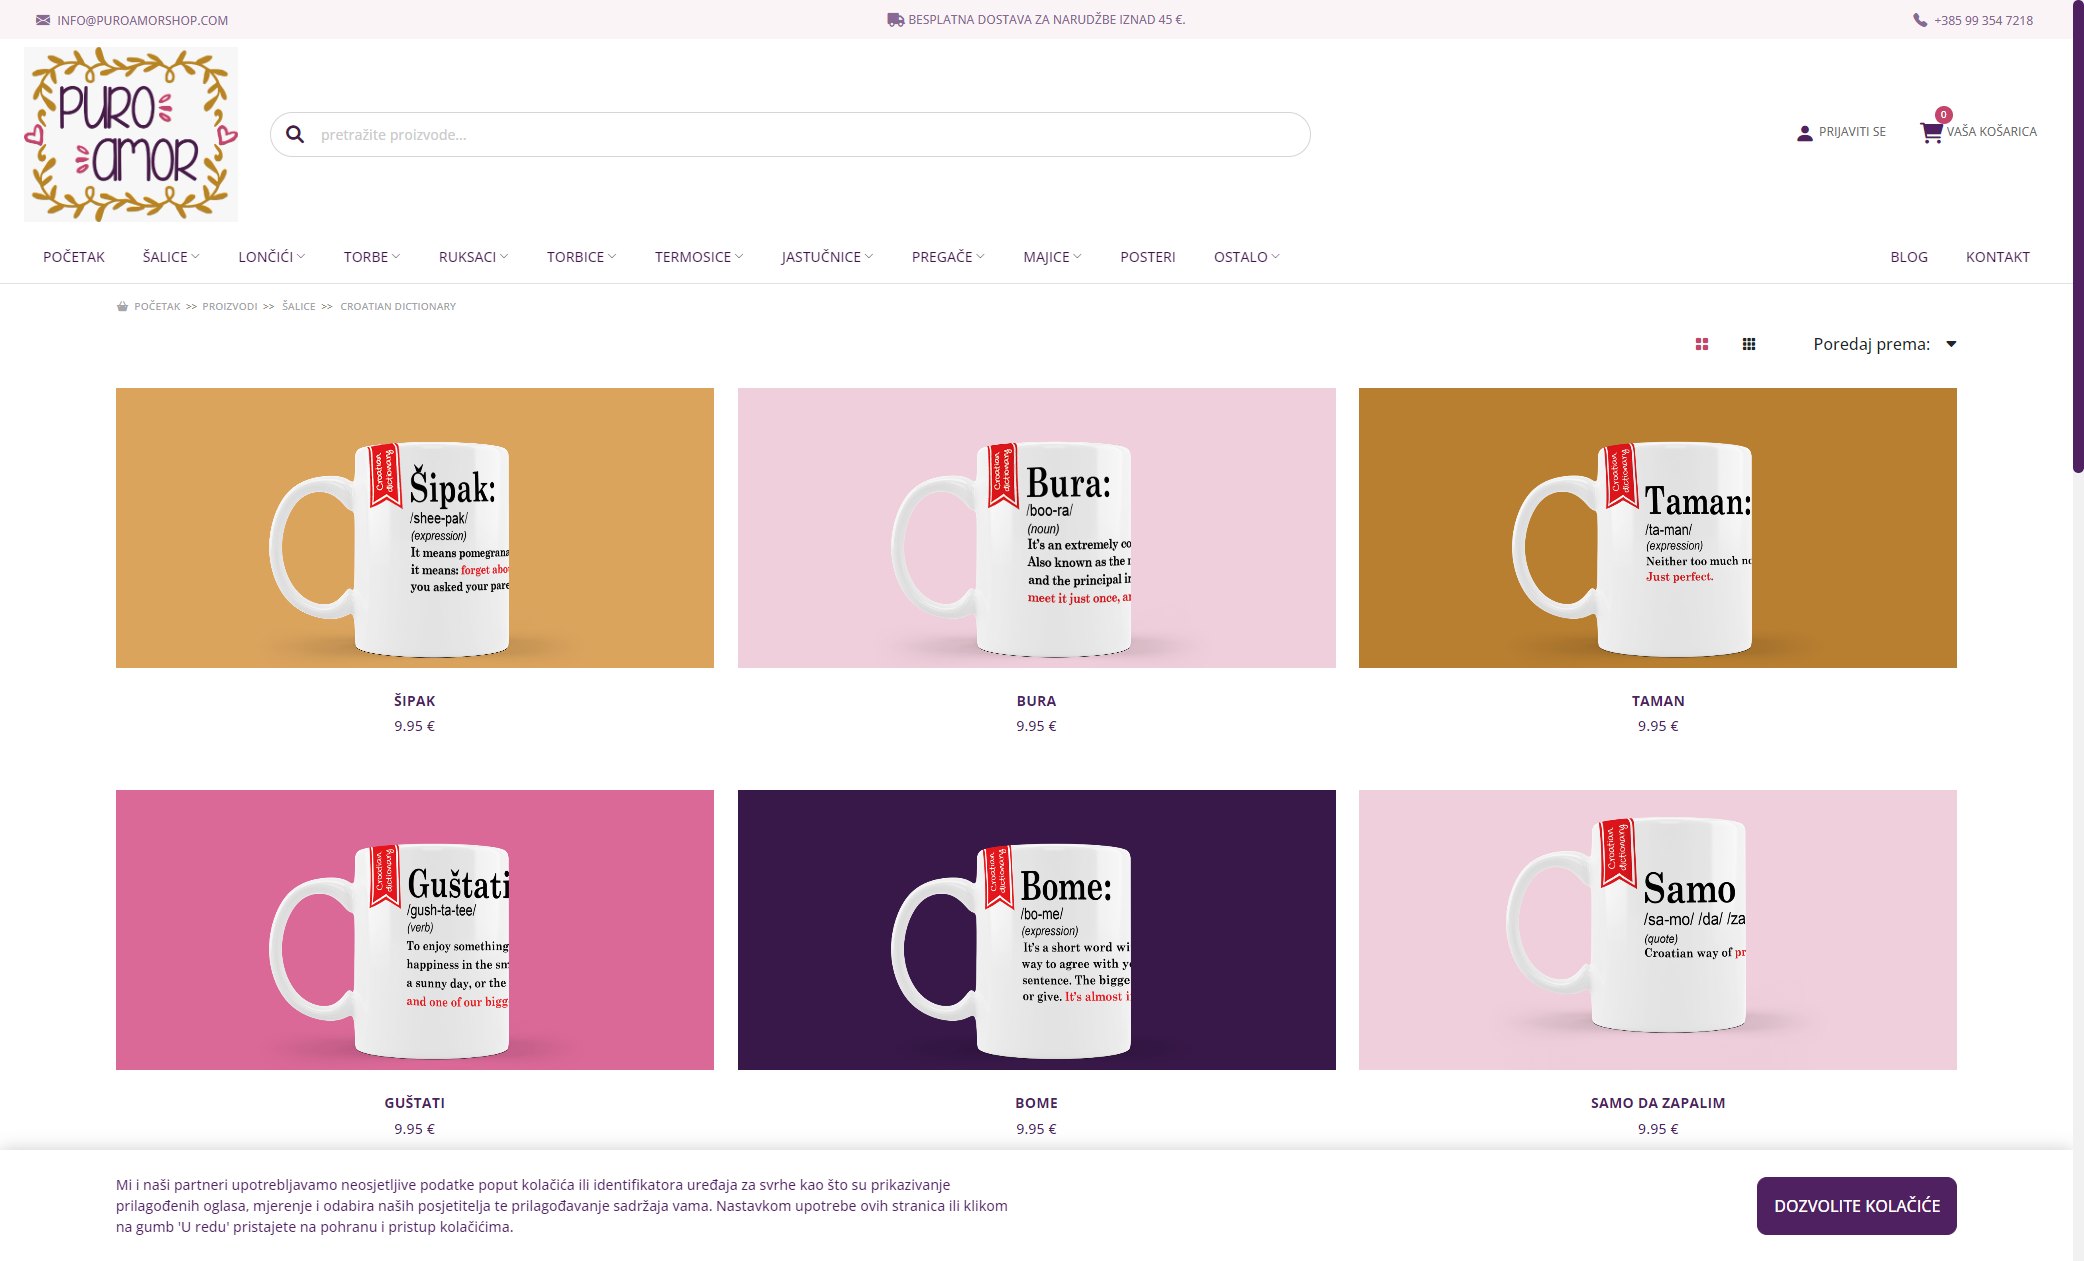 INFO@PUROAMORSHOP.COM
BESPLATNA DOSTAVA ZA NARUDŽBE IZNAD 45 €.
+385 99 354 7218
PURO
AMOR
pretražite proizvode...
PRIJAVITI SE
0
VAŠA KOŠARICA
POČETAK
ŠALICE
LONČIĆI
TORBE
RUKSACI
TORBICE
TERMOSICE
JASTUČNICE
PREGAČE
MAJICE
POSTERI
OSTALO
BLOG
KONTAKT
POČETAK >> PROIZVODI >> ŠALICE >> CROATIAN DICTIONARY
Poredaj prema:
Croatian
dictionary
Šipak:
/shee-pak/
(expression)
It means pomegrana
it means: forget abo
you asked your pare
Croatian
dictionary
Bura:
/boo-ra/
(noun)
It's an extremely co
Also known as the
and the principal i
meet it just once, a
Croatian
dictionary
Taman:
/ta-man/
(expression)
Neither too much no
Just perfect.
ŠIPAK
9.95 €
BURA
9.95 €
TAMAN
9.95 €
Croatian
dictionary
Guštati
/gush-ta-tee/
(verb)
To enjoy something
happiness in the sm
a sunny day, or the
and one of our bigg
Croatian
dictionary
Bome:
/bo-me/
(expression)
It's a short word wi
way to agree with y
sentence. The bigge
or give. It's almost i
Croatian
dictionary
Samo
/sa-mo/ /da/ /za
(quote)
Croatian way of pr
GUŠTATI
9.95 €
BOME
9.95 €
SAMO DA ZAPALIM
9.95 €
Mi i naši partneri upotrebljavamo neosjetljive podatke poput kolačića ili identifikatora uređaja za svrhe kao što su prikazivanje
prilagođenih oglasa, mjerenje i odabira naših posjetitelja te prilagođavanje sadržaja vama. Nastavkom upotrebe ovih stranica ili klikom
na gumb 'U redu' pristajete na pohranu i pristup kolačićima.
DOZVOLITE KOLAČIĆE